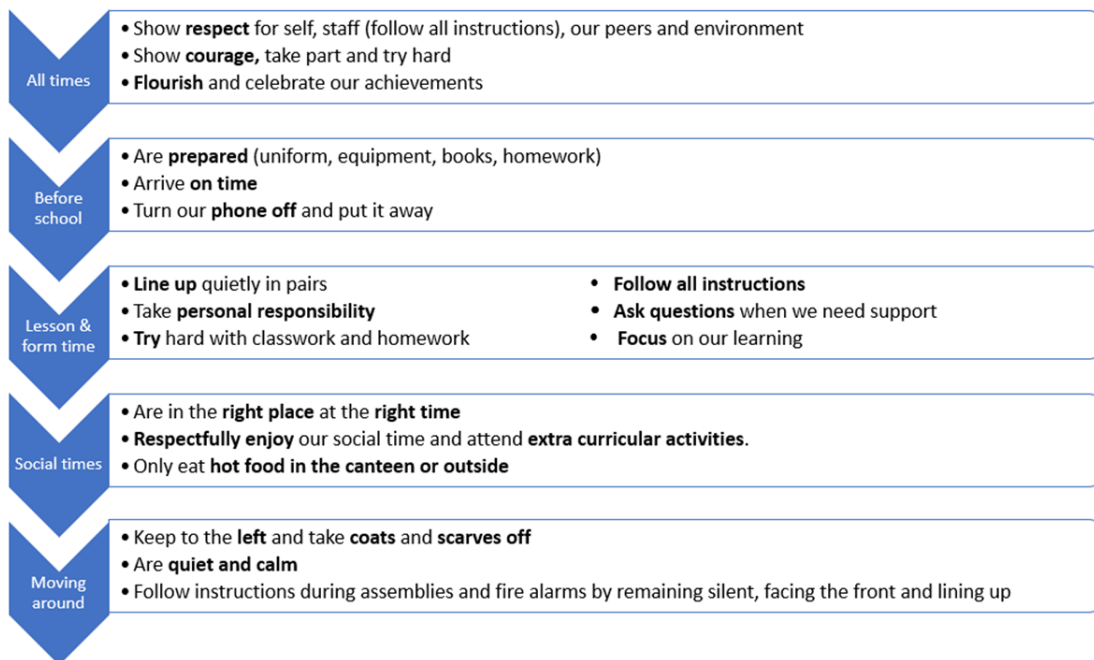 All times
• Show respect for self, staff (follow all instructions), our peers and environment
• Show courage, take part and try hard
• Flourish and celebrate our achievements
Before
school
• Are prepared (uniform, equipment, books, homework)
• Arrive on time
• Turn our phone off and put it away
Lesson &
form time
• Line up quietly in pairs
• Take personal responsibility
• Try hard with classwork and homework
• Follow all instructions
• Ask questions when we need support
• Focus on our learning
Social times
• Are in the right place at the right time
• Respectfully enjoy our social time and attend extra curricular activities.
• Only eat hot food in the canteen or outside
Moving
around
• Keep to the left and take coats and scarves off
• Are quiet and calm
• Follow instructions during assemblies and fire alarms by remaining silent, facing the front and lining up